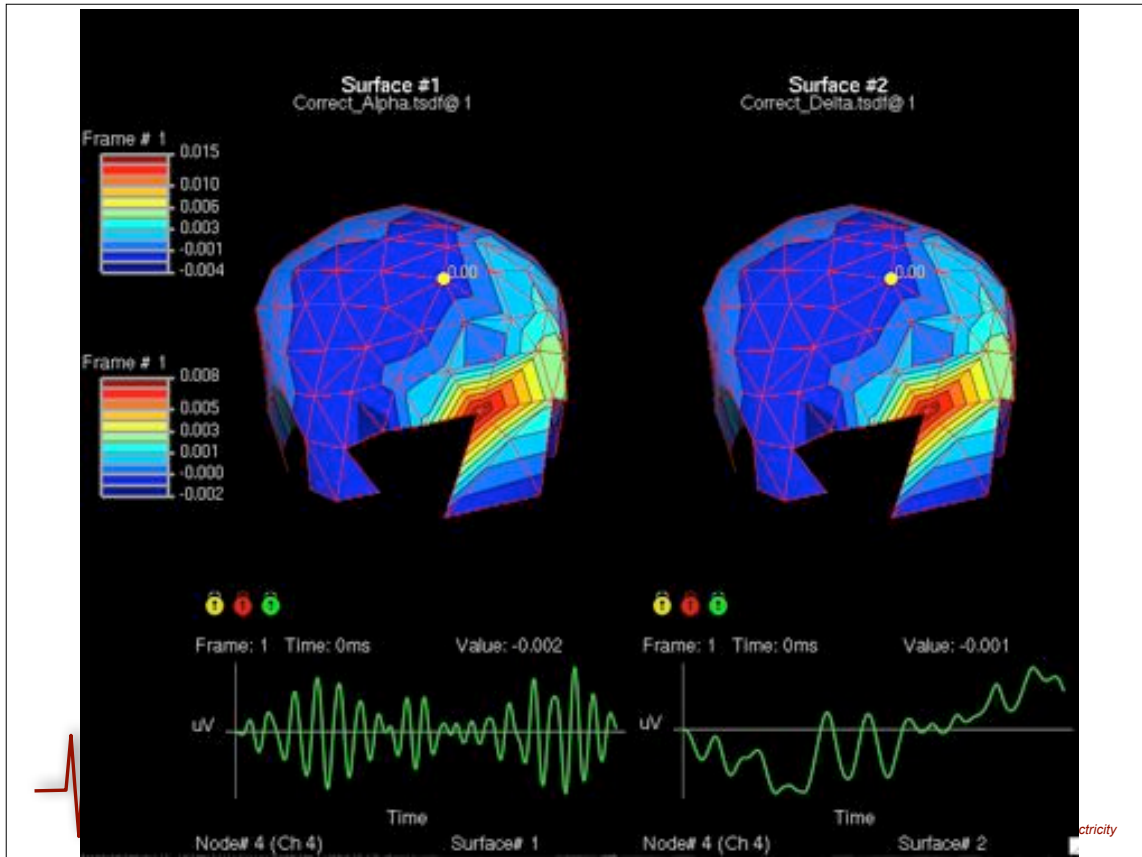 Surface #1
Correct_Alpha.tsdf@ 1
Surface #2
Correct_Delta.tsdf@ 1
Frame # 1
0.015
0.010
0.006
0.003
-0.001
-0.004
0.00
0.00
Frame # 1
0.008
0.005
0.003
0.001
-0.000
-0.002
Frame: 1 Time: 0ms Value: -0.002
Frame: 1 Time: 0ms Value: -0.001
uV
uV
Time
Time
Node# 4 (Ch 4) Surface# 1
Node# 4 (Ch 4) Surface# 2
ctricity